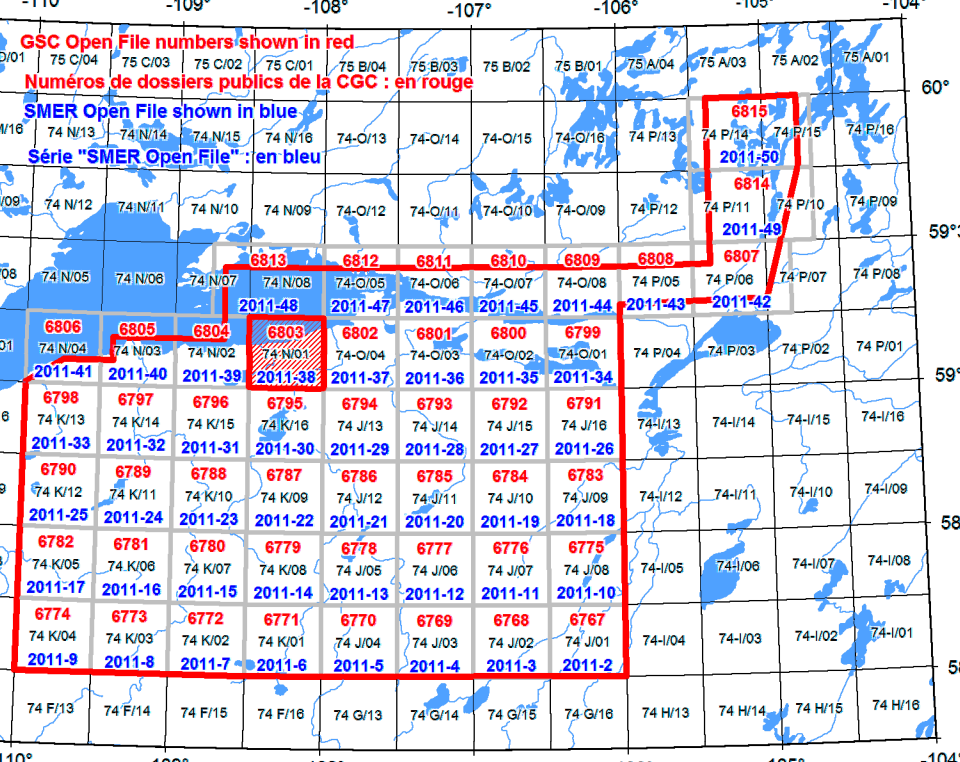 -110° -109° -108° -107° -106° -105° -104°
GSC Open File numbers shown in red
D/01 75 C/04 75 C/03 75 C/02 75 C/01 75 B/04 75 B/03 75 B/02 75 B/01 75 A/04 75 A/03 75 A/02 75 A/01
Numéros de dossiers publics de la CGC : en rouge
60°
SMER Open File shown in blue
6815
M/16 74 N/13 74 N/14 74 N/15 74 N/16 74-O/13 74-O/14 74-O/15 74-O/16 74 P/13 74 P/14 74 P/15 74 P/16
Série "SMER Open File" : en bleu
2011-50
6814
/09 74 N/12 74 N/11 74 N/10 74 N/09 74-O/12 74-O/11 74-O/10 74-O/09 74 P/12 74 P/11 74 P/10 74 P/09
2011-49
59°3
6813 6812 6811 6810 6809 6808 6807
/08 74 N/05 74 N/06 74 N/07 74 N/08 74-O/05 74-O/06 74-O/07 74-O/08 74 P/05 74 P/06 74 P/07 74 P/08
2011-48 2011-47 2011-46 2011-45 2011-44 2011-43 2011-42
6806 6805 6804 6803 6802 6801 6800 6799
01 74 N/04 74 N/03 74 N/02 74 N/01 74-O/04 74-O/03 74-O/02 74-O/01 74 P/04 74 P/03 74 P/02 74 P/01
2011-41 2011-40 2011-39 2011-38 2011-37 2011-36 2011-35 2011-34
59°
6798 6797 6796 6795 6794 6793 6792 6791
6 74 K/13 74 K/14 74 K/15 74 K/16 74 J/13 74 J/14 74 J/15 74 J/16 74-I/13 74-I/14 74-I/15 74-I/16
2011-33 2011-32 2011-31 2011-30 2011-29 2011-28 2011-27 2011-26
6790 6789 6788 6787 6786 6785 6784 6783
9 74 K/12 74 K/11 74 K/10 74 K/09 74 J/12 74 J/11 74 J/10 74 J/09 74-I/12 74-I/11 74-I/10 74-I/09
2011-25 2011-24 2011-23 2011-22 2011-21 2011-20 2011-19 2011-18
58
6782 6781 6780 6779 6778 6777 6776 6775
74 K/05 74 K/06 74 K/07 74 K/08 74 J/05 74 J/06 74 J/07 74 J/08 74-I/05 74-I/06 74-I/07 74-I/08
2011-17 2011-16 2011-15 2011-14 2011-13 2011-12 2011-11 2011-10
6774 6773 6772 6771 6770 6769 6768 6767
74 K/04 74 K/03 74 K/02 74 K/01 74 J/04 74 J/03 74 J/02 74 J/01 74-I/04 74-I/03 74-I/02 74-I/01
2011-9 2011-8 2011-7 2011-6 2011-5 2011-4 2011-3 2011-2
58
74 F/13 74 F/14 74 F/15 74 F/16 74 G/13 74 G/14 74 G/15 74 G/16 74 H/13 74 H/14 74 H/15 74 H/16